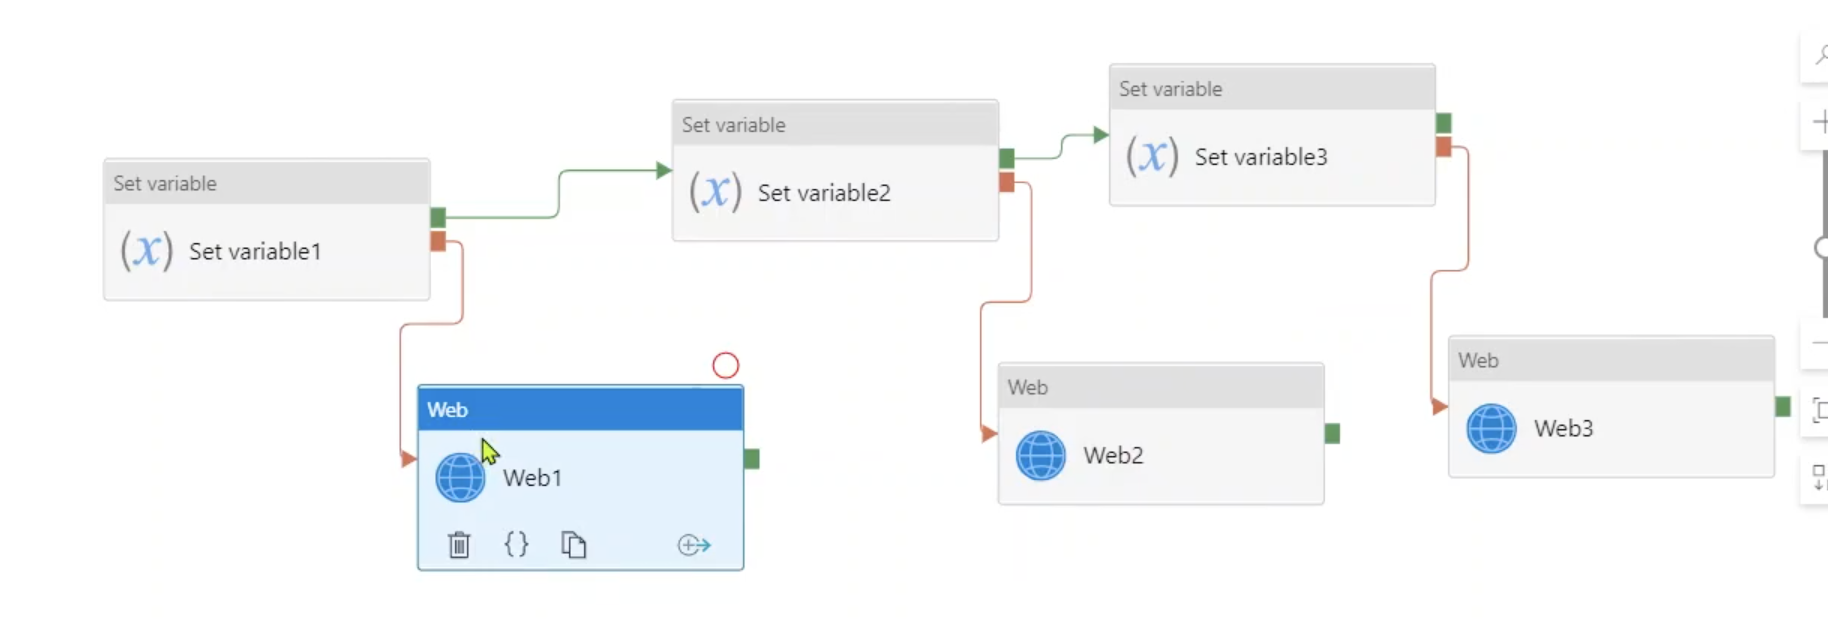 Set variable
Set variable1
Set variable
Set variable2
Set variable
Set variable3
Web
Web1
{}
Web
Web2
Web
Web3